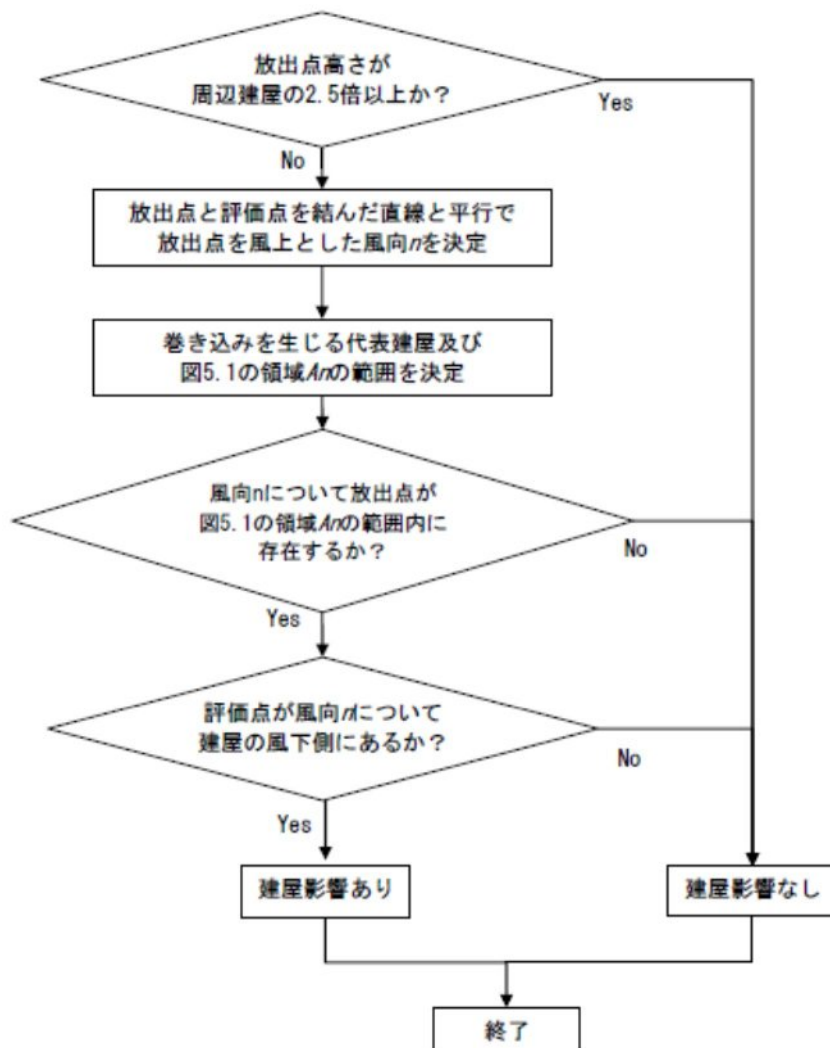 放出点高さが
周辺建屋の2.5倍以上か？
Yes
No
放出点と評価点を結んだ直線と平行で
放出点を風上とした風向nを決定
巻き込みを生じる代表建屋及び
図5.1の領域Anの範囲を決定
風向nについて放出点が
図5.1の領域Anの範囲内に
存在するか？
No
Yes
評価点が風向nについて
建屋の風下側にあるか？
No
Yes
建屋影響あり
建屋影響なし
終了